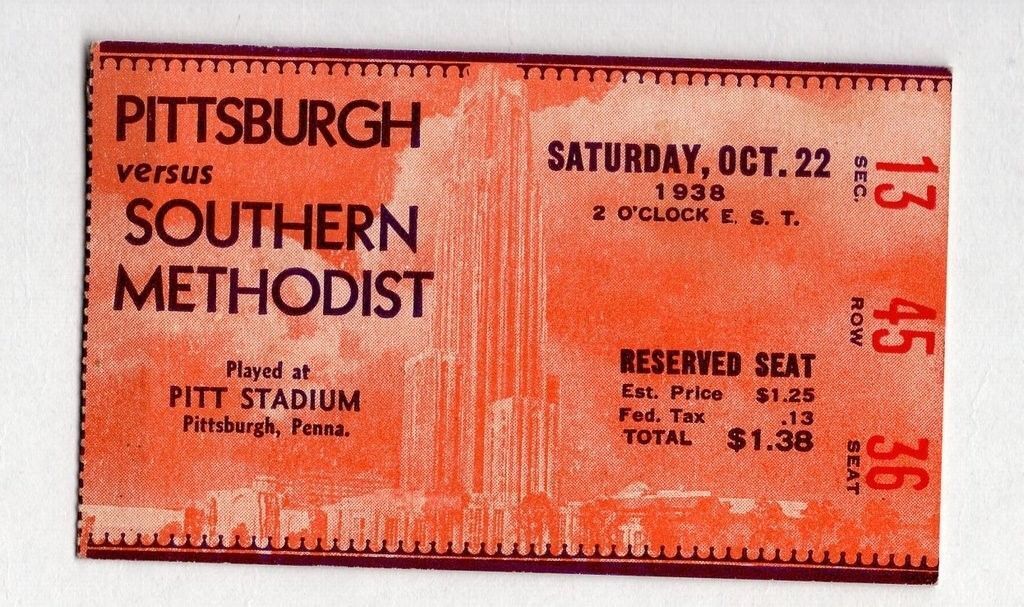 PITTSBURGH
versus
SOUTHERN
METHODIST
Played at
PITT STADIUM
Pittsburgh, Penna.
SATURDAY, OCT. 22
1938
2 O'CLOCK E. S. T.
RESERVED SEAT
Est. Price $1.25
Fed. Tax .13
TOTAL $1.38
SEC. 13
ROW 45
SEAT 36